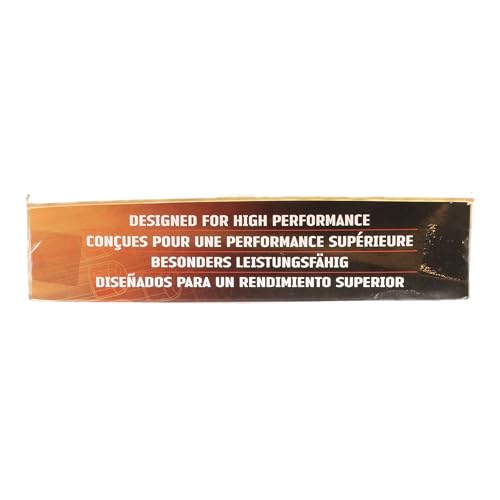 DESIGNED FOR HIGH PERFORMANCE
CONÇUES POUR UNE PERFORMANCE SUPÉRIEURE
BESONDERS LEISTUNGSFÄHIG
DISEÑADOS PARA UN RENDIMIENTO SUPERIOR